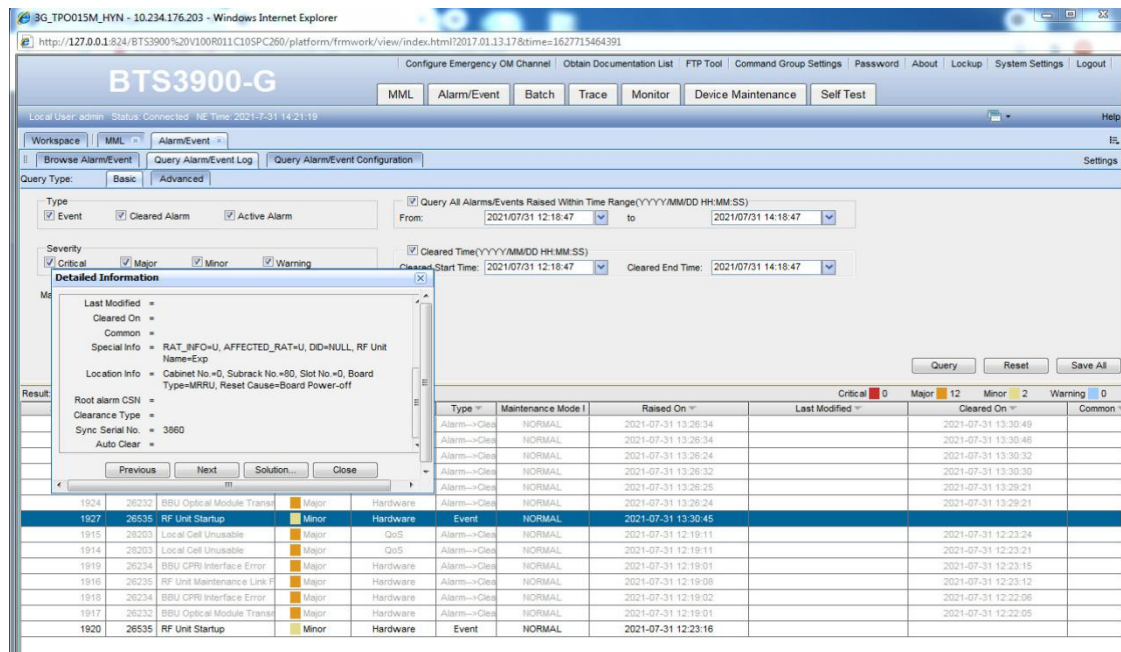 3G_TPO015M_HYN - 10.234.176.203 - Windows Internet Explorer
http://127.0.0.1:824/BTS3900%20V100R011C10SPC260/platform/frmwork/view/index.html?2017.01.13.17&time=1627715464391
Configure Emergency OM Channel Obtain Documentation List FTP Tool Command Group Settings Password About Lockup System Settings Logout
BTS3900-G
MML Alarm/Event Batch Trace Monitor Device Maintenance Self Test
Local User: admin Status: Connected NE Time: 2021-7-31 14:21:19
Help
Workspace MML Alarm/Event
Browse Alarm/Event Query Alarm/Event Log Query Alarm/Event Configuration Settings
Query Type: Basic Advanced
Type
Event Cleared Alarm Active Alarm
Query All Alarms/Events Raised Within Time Range(YYYY/MM/DD HH:MM:SS)
From: 2021/07/31 12:18:47 to 2021/07/31 14:18:47
Severity
Critical Major Minor Warning
Cleared Time(YYYY/MM/DD HH:MM:SS)
Cleared Start Time: 2021/07/31 12:18:47 Cleared End Time: 2021/07/31 14:18:47
Detailed Information
Ma
Last Modified =
Cleared On =
Common =
Special Info = RAT_INFO=U, AFFECTED_RAT=U, DID=NULL, RF Unit
Name=Exp
Location Info = Cabinet No.=0, Subrack No.=80, Slot No.=0, Board
Type=MRRU, Reset Cause=Board Power-off
Root alarm CSN =
Clearance Type =
Sync Serial No. = 3860
Auto Clear =
Previous Next Solution... Close
Query Reset Save All
Result: Critical 0 Major 12 Minor 2 Warning 0
Type Maintenance Mode I Raised On Last Modified Cleared On Common
Alarm-->Clea NORMAL 2021-07-31 13:26:34 2021-07-31 13:30:49
Alarm-->Clea NORMAL 2021-07-31 13:26:34 2021-07-31 13:30:46
Alarm-->Clea NORMAL 2021-07-31 13:26:24 2021-07-31 13:30:32
Alarm-->Clea NORMAL 2021-07-31 13:26:32 2021-07-31 13:30:30
Alarm-->Clea NORMAL 2021-07-31 13:26:25 2021-07-31 13:29:21
1924 26232 BBU Optical Module Transr Major Hardware Alarm-->Clea NORMAL 2021-07-31 13:26:24 2021-07-31 13:29:21
1927 26535 RF Unit Startup Minor Hardware Event NORMAL 2021-07-31 13:30:45
1915 28203 Local Cell Unusable Major QoS Alarm-->Clea NORMAL 2021-07-31 12:19:11 2021-07-31 12:23:24
1914 28203 Local Cell Unusable Major QoS Alarm-->Clea NORMAL 2021-07-31 12:19:11 2021-07-31 12:23:21
1919 26234 BBU CPRI Interface Error Major Hardware Alarm-->Clea NORMAL 2021-07-31 12:19:01 2021-07-31 12:23:15
1916 26235 RF Unit Maintenance Link F Major Hardware Alarm-->Clea NORMAL 2021-07-31 12:19:08 2021-07-31 12:23:12
1918 26234 BBU CPRI Interface Error Major Hardware Alarm-->Clea NORMAL 2021-07-31 12:19:02 2021-07-31 12:22:06
1917 26232 BBU Optical Module Transr Major Hardware Alarm-->Clea NORMAL 2021-07-31 12:19:01 2021-07-31 12:22:05
1920 26535 RF Unit Startup Minor Hardware Event NORMAL 2021-07-31 12:23:16